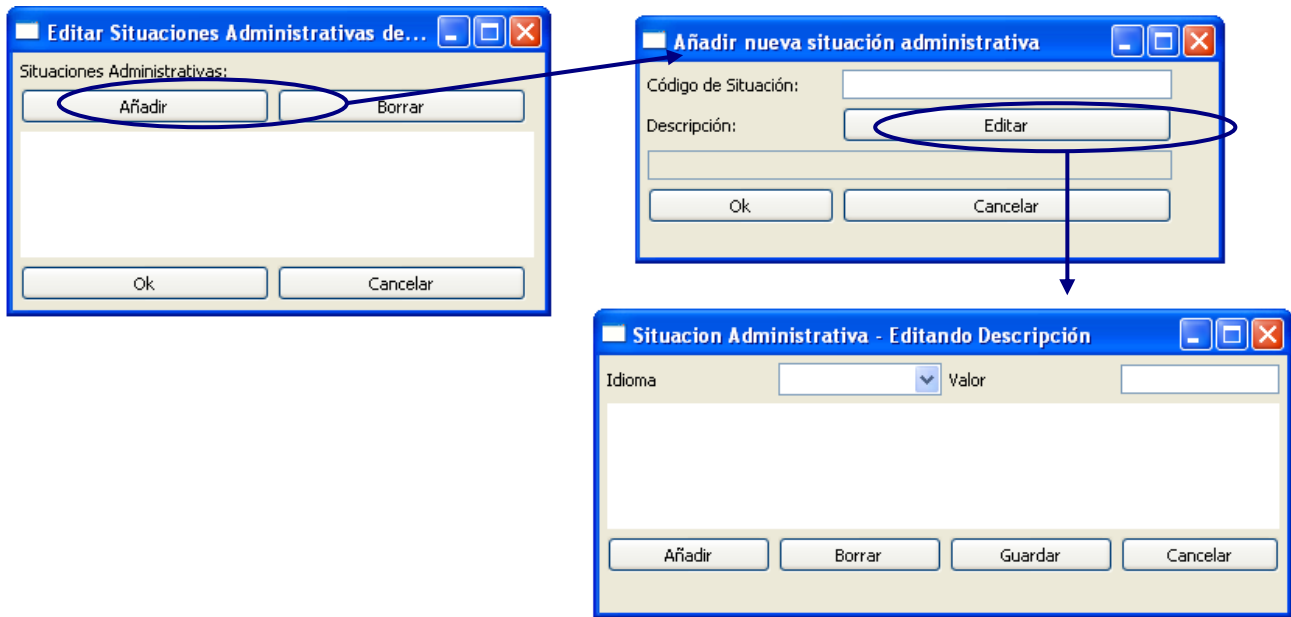 Editar Situaciones Administrativas de...
Situaciones Administrativas:
Añadir Borrar
Ok Cancelar
Añadir nueva situación administrativa
Código de Situación:
Descripción: Editar
Ok Cancelar
Situacion Administrativa - Editando Descripción
Idioma Valor
Añadir Borrar Guardar Cancelar